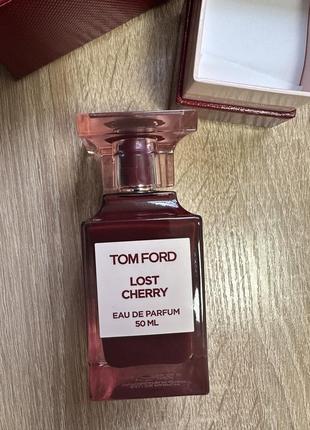 TOM FORD
LOST
CHERRY
EAU DE PARFUM
50 ML